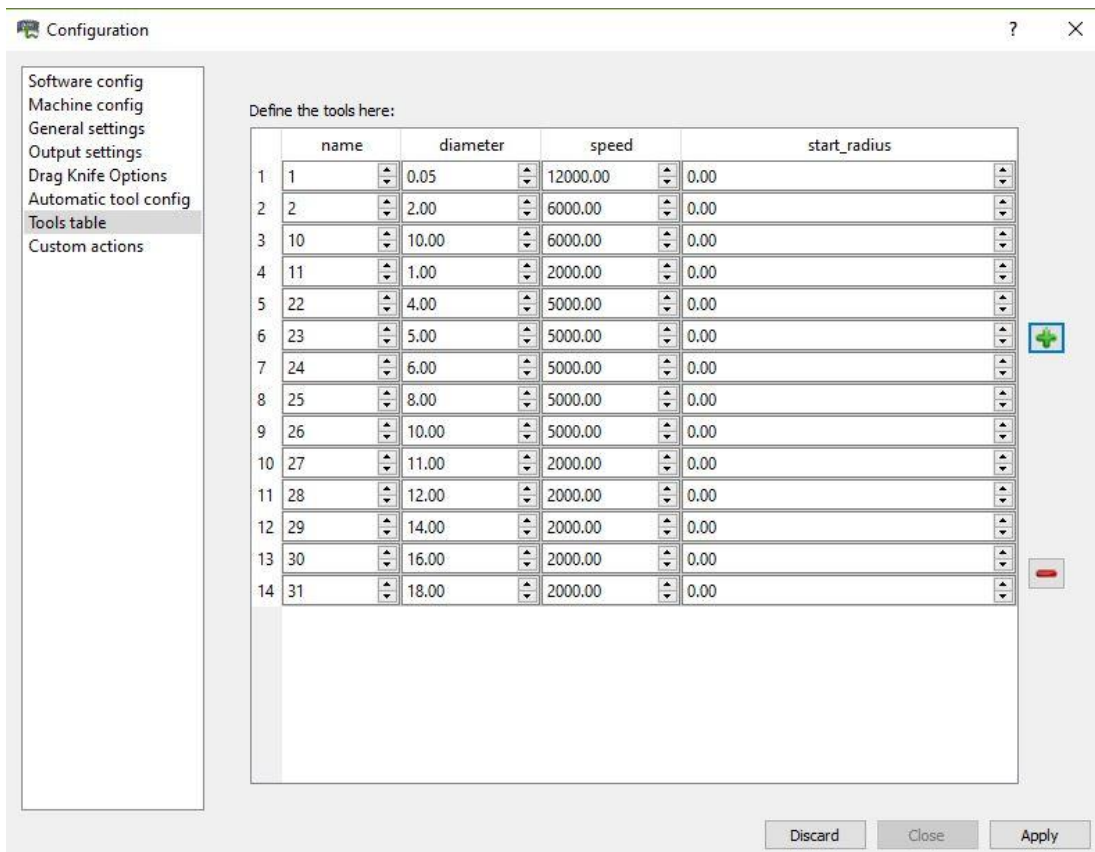 Configuration ?
Software config
Machine config
General settings
Output settings
Drag Knife Options
Automatic tool config
Tools table
Custom actions
Define the tools here:
name diameter speed start_radius
1 1 0.05 12000.00 0.00
2 2 2.00 6000.00 0.00
3 10 10.00 6000.00 0.00
4 11 1.00 2000.00 0.00
5 22 4.00 5000.00 0.00
6 23 5.00 5000.00 0.00
7 24 6.00 5000.00 0.00
8 25 8.00 5000.00 0.00
9 26 10.00 5000.00 0.00
10 27 11.00 2000.00 0.00
11 28 12.00 2000.00 0.00
12 29 14.00 2000.00 0.00
13 30 16.00 2000.00 0.00
14 31 18.00 2000.00 0.00
Discard Close Apply